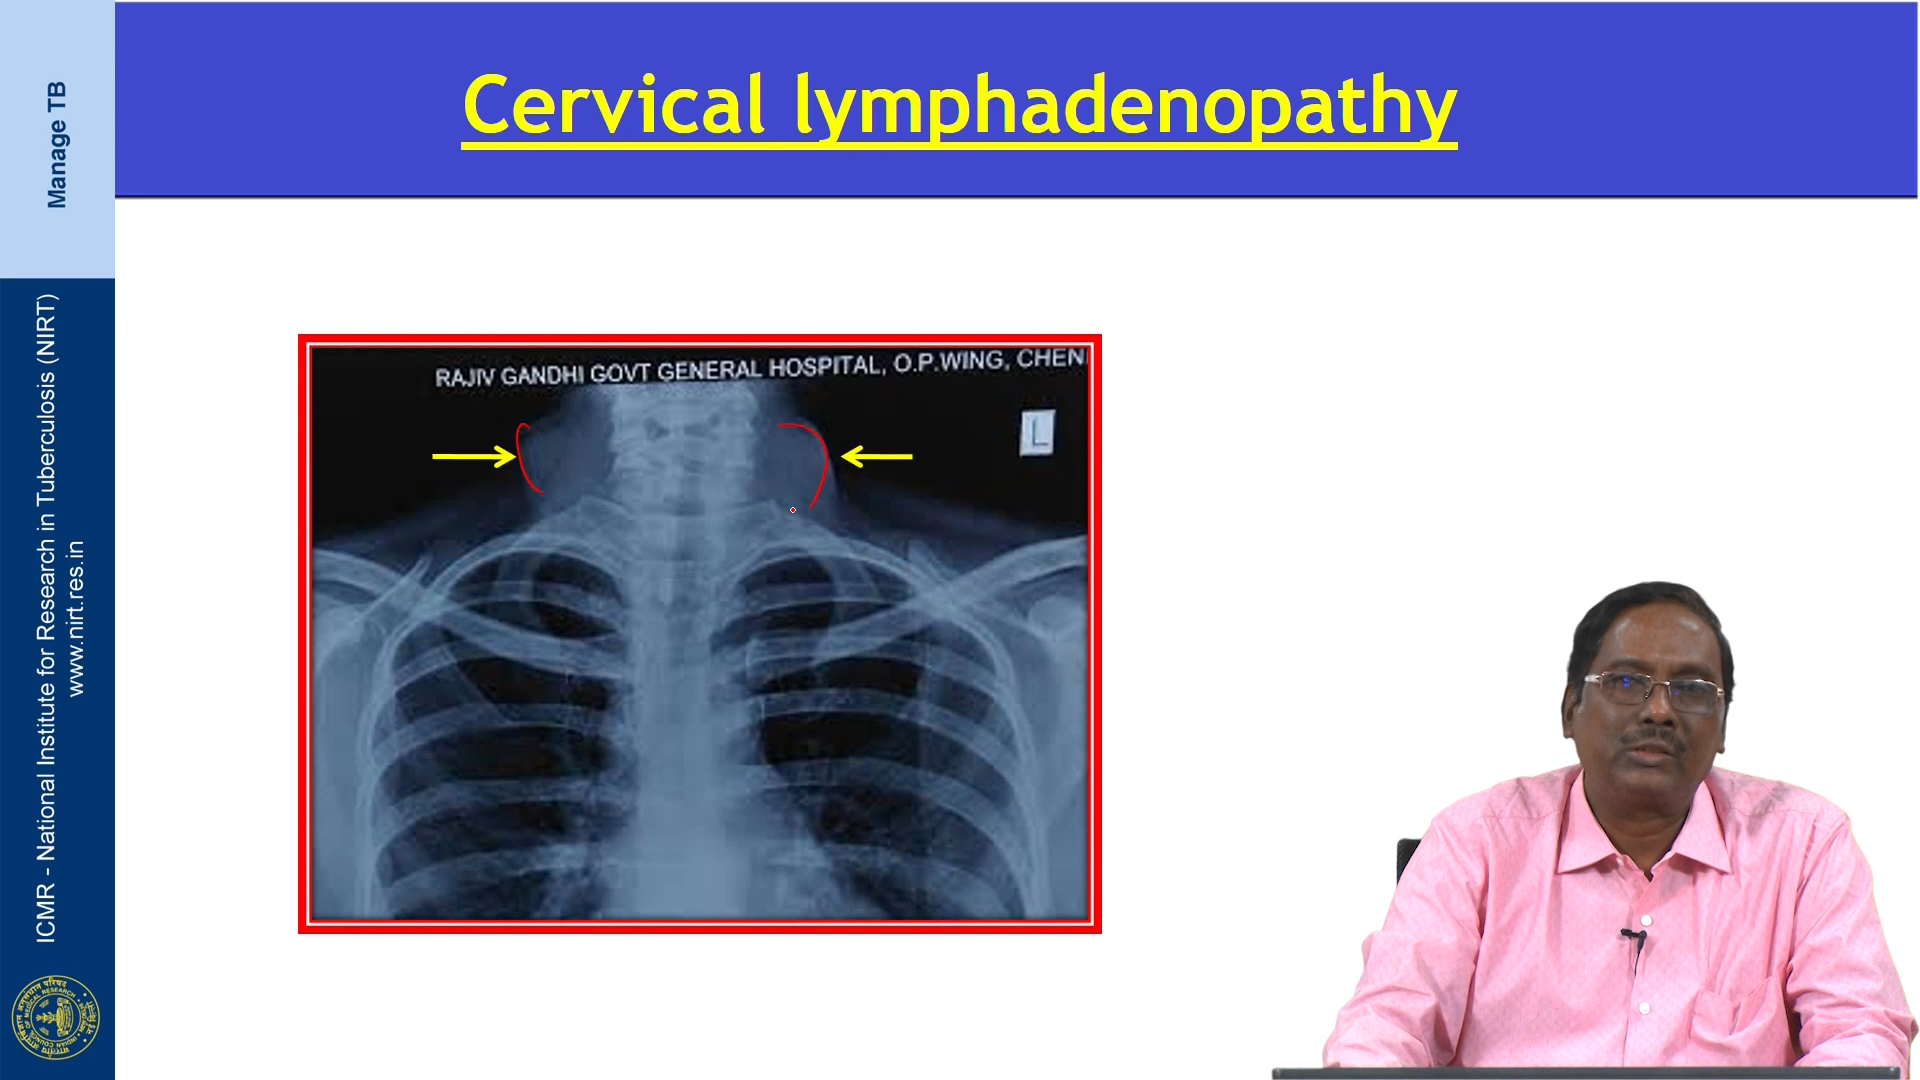 Cervical lymphadenopathy
Manage TB
ICMR - National Institute for Research in Tuberculosis (NIRT)
www.nirt.res.in
RAJIV GANDHI GOVT GENERAL HOSPITAL, O.P.WING, CHEN
L